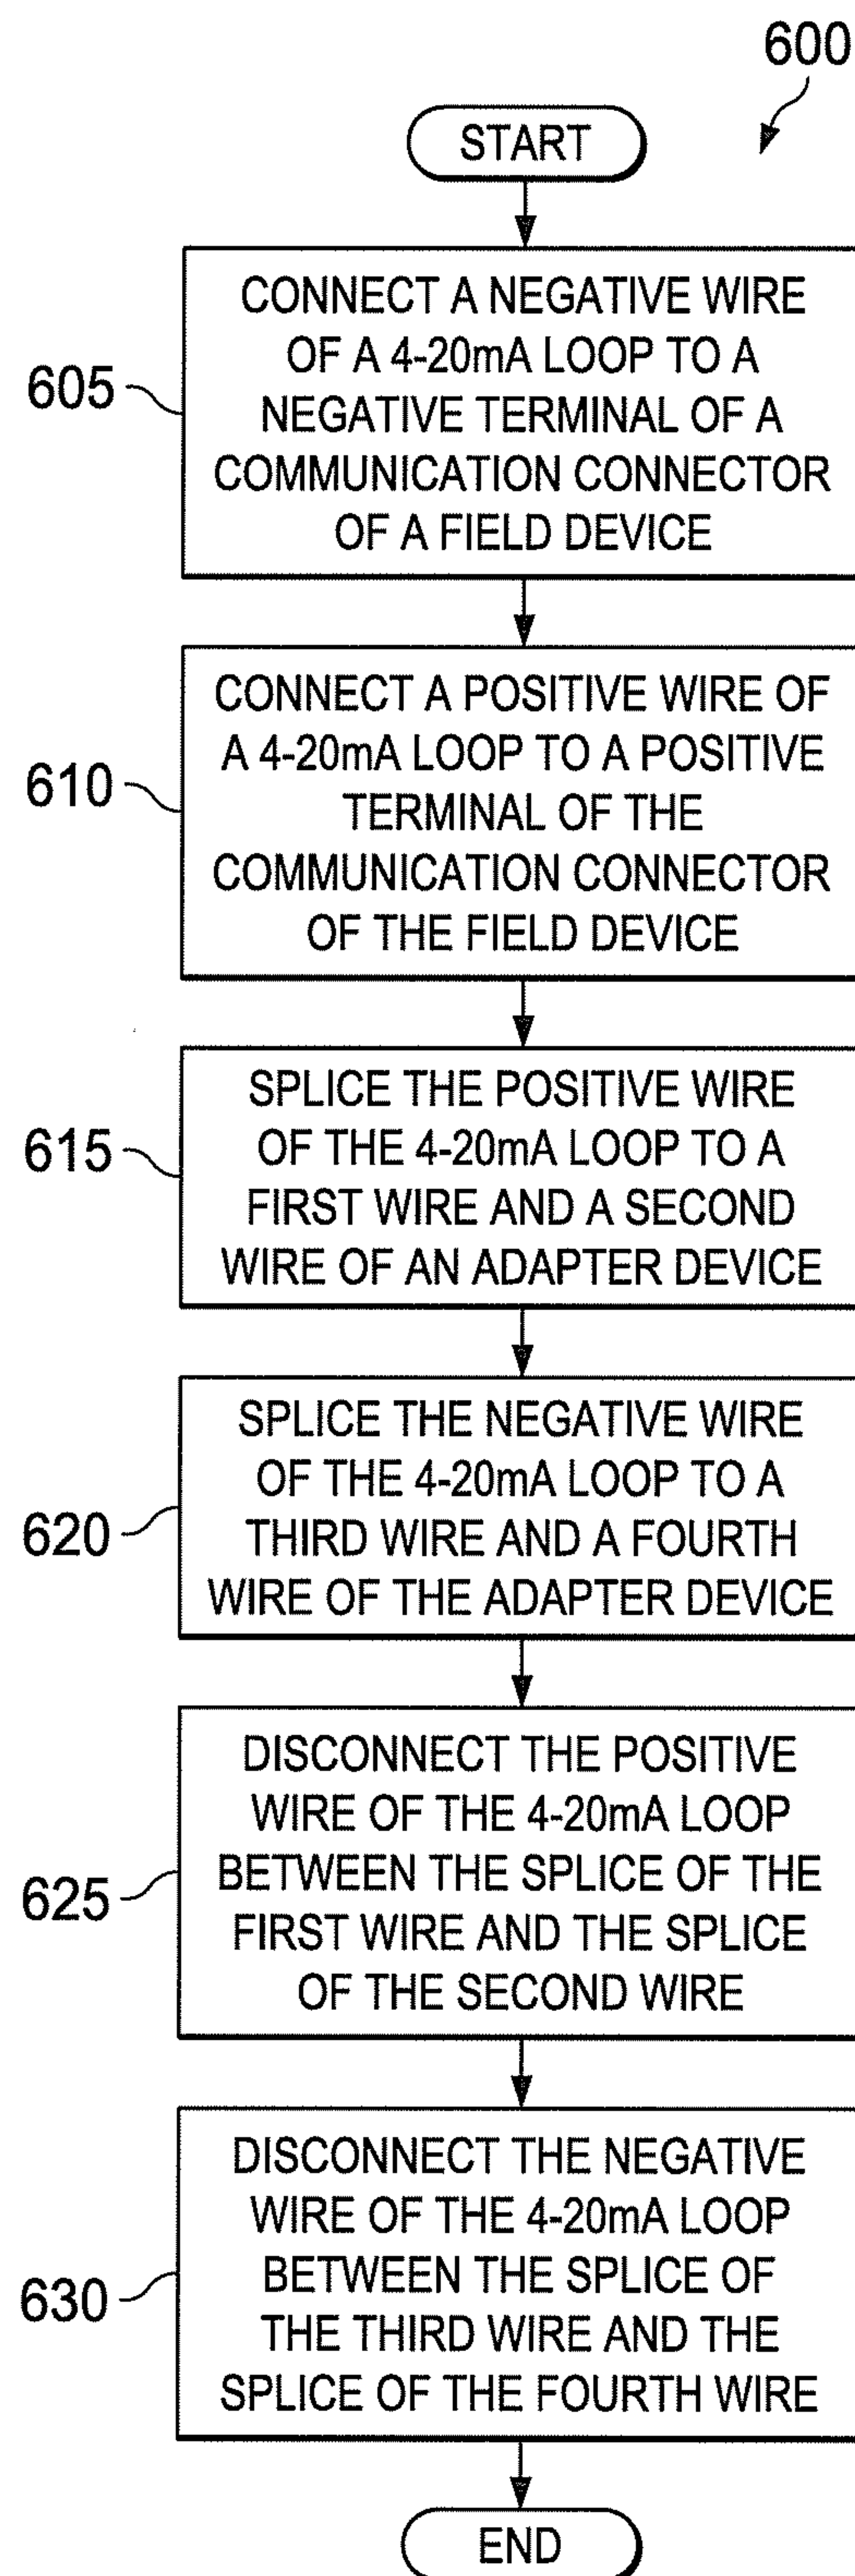 600
START
605
CONNECT A NEGATIVE WIRE
OF A 4-20mA LOOP TO A
NEGATIVE TERMINAL OF A
COMMUNICATION CONNECTOR
OF A FIELD DEVICE
610
CONNECT A POSITIVE WIRE OF
A 4-20mA LOOP TO A POSITIVE
TERMINAL OF THE
COMMUNICATION CONNECTOR
OF THE FIELD DEVICE
615
SPLICE THE POSITIVE WIRE
OF THE 4-20mA LOOP TO A
FIRST WIRE AND A SECOND
WIRE OF AN ADAPTER DEVICE
620
SPLICE THE NEGATIVE WIRE
OF THE 4-20mA LOOP TO A
THIRD WIRE AND A FOURTH
WIRE OF THE ADAPTER DEVICE
625
DISCONNECT THE POSITIVE
WIRE OF THE 4-20mA LOOP
BETWEEN THE SPLICE OF THE
FIRST WIRE AND THE SPLICE
OF THE SECOND WIRE
630
DISCONNECT THE NEGATIVE
WIRE OF THE 4-20mA LOOP
BETWEEN THE SPLICE OF
THE THIRD WIRE AND THE
SPLICE OF THE FOURTH WIRE
END